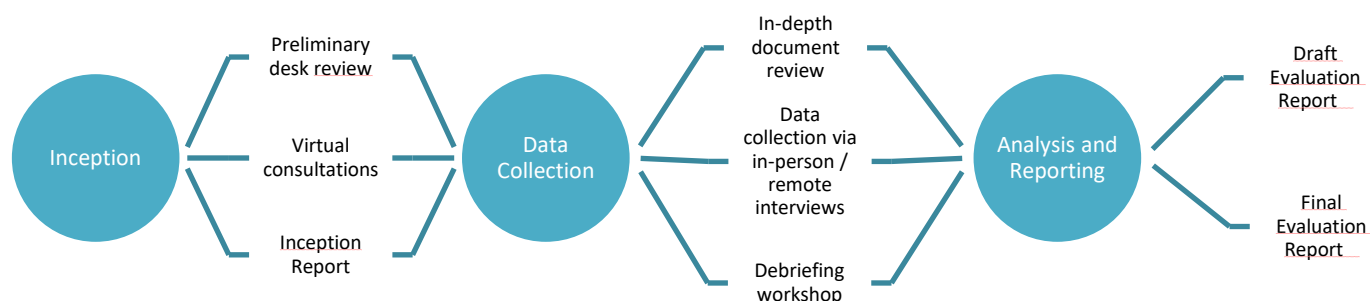 Inception
Preliminary
desk review
Virtual
consultations
Inception
Report
Data
Collection
In-depth
document
review
Data
collection via
in-person /
remote
interviews
Debriefing
workshop
Analysis and
Reporting
Draft
Evaluation
Report
Final
Evaluation
Report